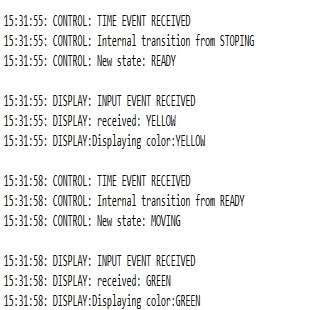 15:31:55: CONTROL: TIME EVENT RECEIVED
15:31:55: CONTROL: Internal transition from STOPING
15:31:55: CONTROL: New state: READY
15:31:55: DISPLAY: INPUT EVENT RECEIVED
15:31:55: DISPLAY: received: YELLOW
15:31:55: DISPLAY:Displaying color:YELLOW
15:31:58: CONTROL: TIME EVENT RECEIVED
15:31:58: CONTROL: Internal transition from READY
15:31:58: CONTROL: New state: MOVING
15:31:58: DISPLAY: INPUT EVENT RECEIVED
15:31:58: DISPLAY: received: GREEN
15:31:58: DISPLAY:Displaying color:GREEN